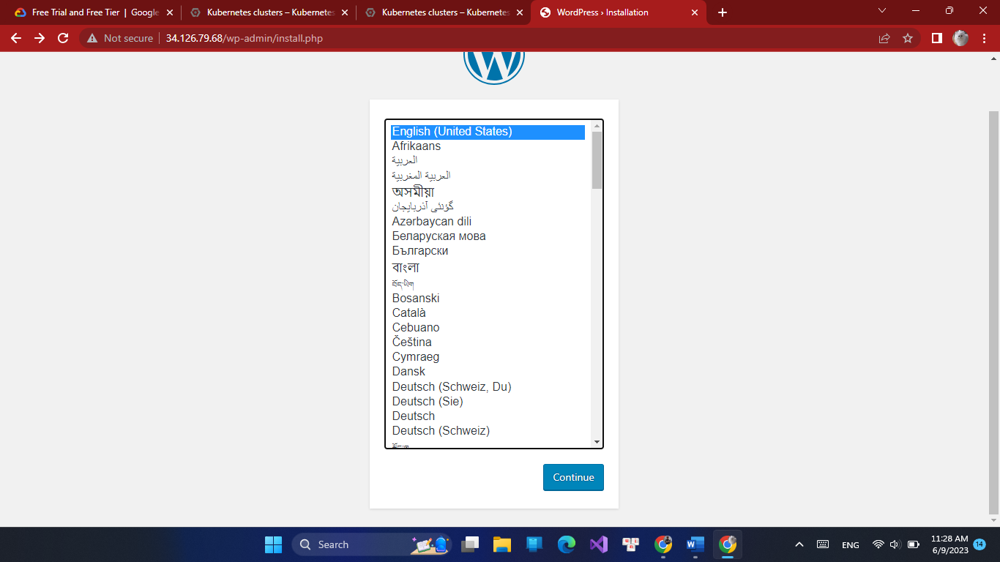 Free Trial and Free Tier | Google
Kubernetes clusters – Kubernetes
Kubernetes clusters – Kubernetes
WordPress › Installation
Not secure
34.126.79.68/wp-admin/install.php
English (United States)
Afrikaans
العربية
العربية المغربية
অসমীয়া
گؤنئی آذربایجان
Azərbaycan dili
Беларуская мова
Български
বাংলা
བོད་ཡིག
Bosanski
Català
Cebuano
Čeština
Cymraeg
Dansk
Deutsch (Schweiz, Du)
Deutsch (Sie)
Deutsch
Deutsch (Schweiz)
Continue
Search
ENG
11:28 AM
6/9/2023
14